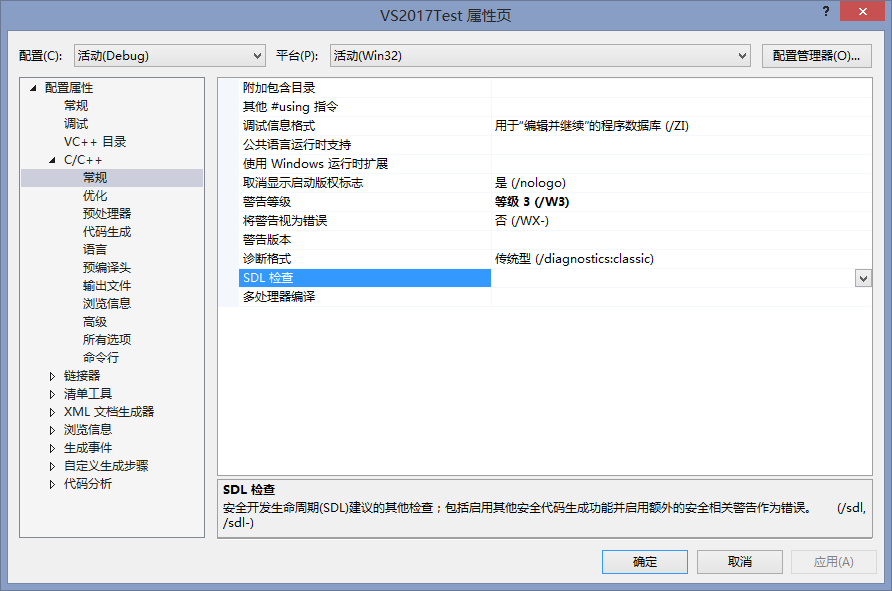 VS2017Test 属性页
?
配置(C): 活动(Debug) 平台(P): 活动(Win32) 配置管理器(O)...
配置属性
常规
调试
VC++ 目录
C/C++
常规
优化
预处理器
代码生成
语言
预编译头
输出文件
浏览信息
高级
所有选项
命令行
链接器
清单工具
XML 文档生成器
浏览信息
生成事件
自定义生成步骤
代码分析
附加包含目录
其他 #using 指令
调试信息格式 用于“编辑并继续”的程序数据库 (/ZI)
公共语言运行时支持
使用 Windows 运行时扩展
取消显示启动版权标志 是 (/nologo)
警告等级 等级 3 (/W3)
将警告视为错误 否 (/WX-)
警告版本
诊断格式 传统型 (/diagnostics:classic)
SDL 检查
多处理器编译
SDL 检查
安全开发生命周期(SDL)建议的其他检查；包括启用其他安全代码生成功能并启用额外的安全相关警告作为错误。 (/sdl,
/sdl-)
确定 取消 应用(A)